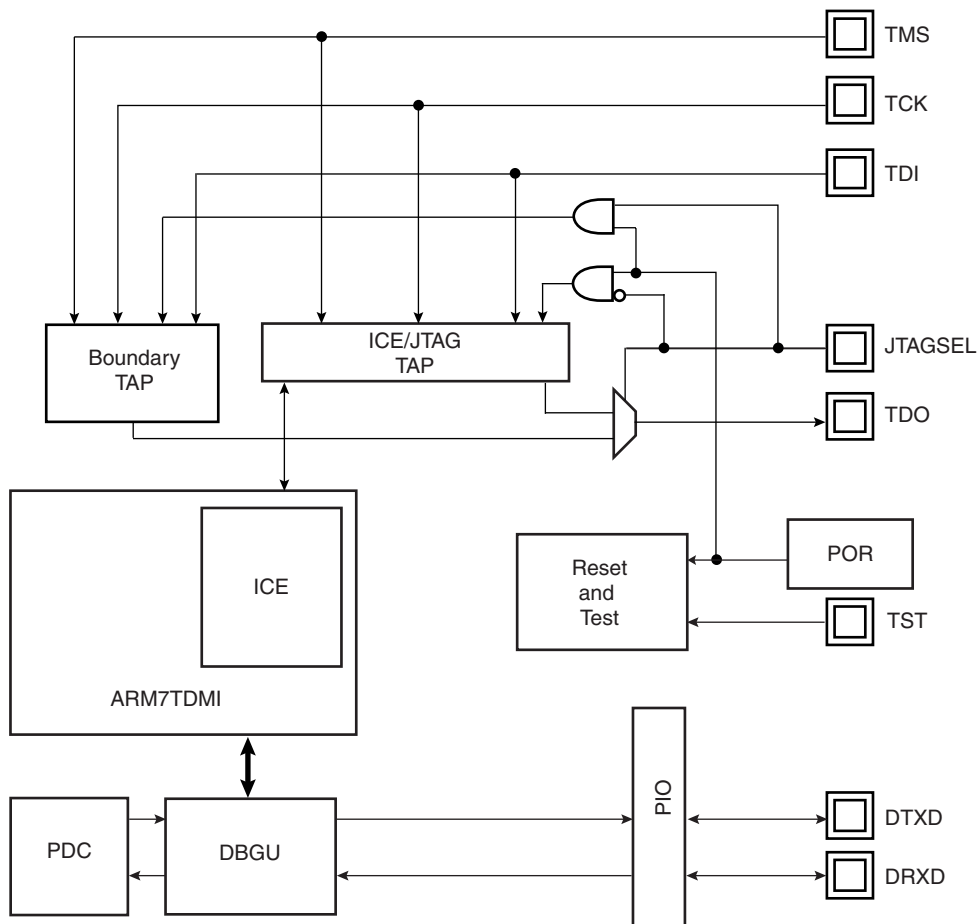 TMS
TCK
TDI
Boundary
TAP
ICE/JTAG
TAP
JTAGSEL
TDO
POR
Reset
and
Test
TST
ICE
ARM7TDMI
PIO
PDC
DBGU
DTXD
DRXD